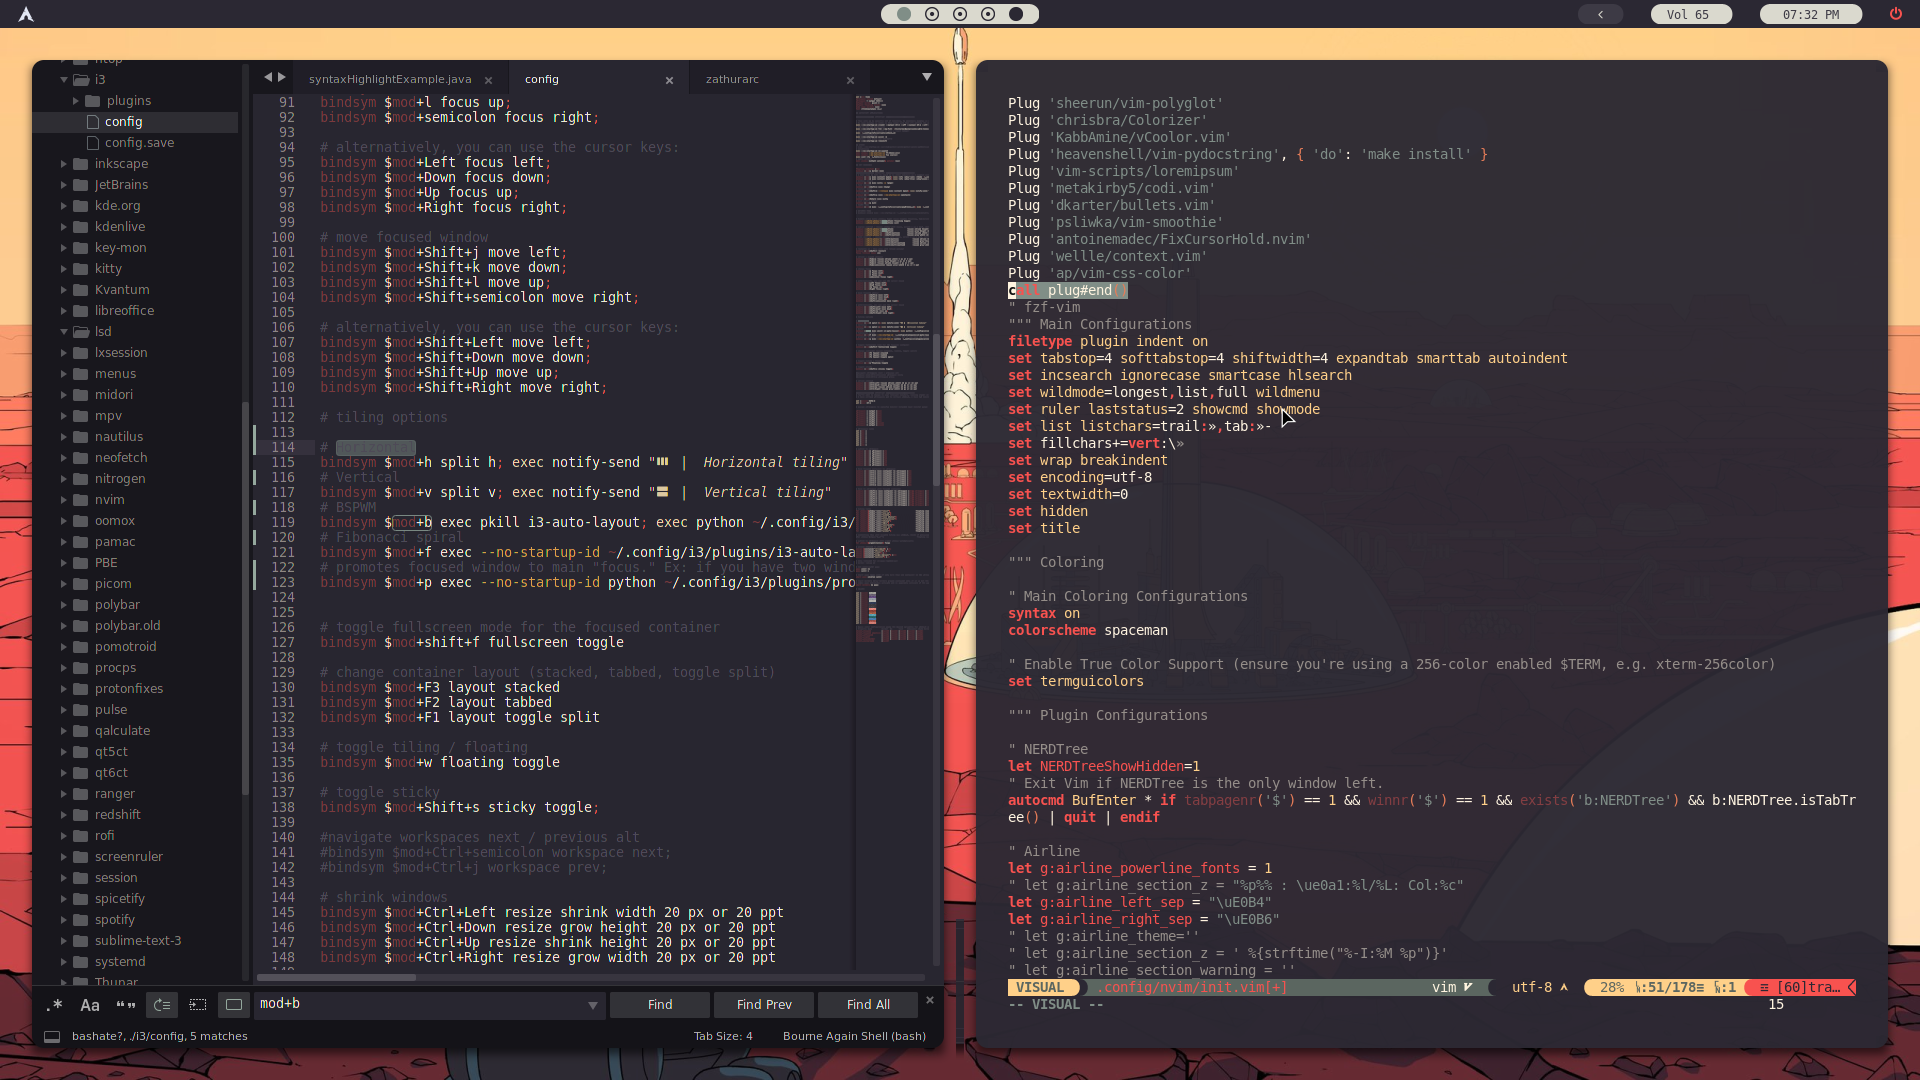 Vol 65
07:32 PM
htop
i3
plugins
config
config.save
inkscape
JetBrains
kde.org
kdenlive
key-mon
kitty
Kvantum
libreoffice
lsd
lxsession
menus
midori
mpv
nautilus
neofetch
nitrogen
nvim
oomox
pamac
PBE
picom
polybar
polybar.old
pomotroid
procps
protonfixes
pulse
qalculate
qt5ct
qt6ct
ranger
redshift
rofi
screenruler
session
spicetify
spotify
sublime-text-3
systemd
Thunar
syntaxHighlightExample.java
config
zathurarc
91 bindsym $mod+l focus up;
92 bindsym $mod+semicolon focus right;
93
94 # alternatively, you can use the cursor keys:
95 bindsym $mod+Left focus left;
96 bindsym $mod+Down focus down;
97 bindsym $mod+Up focus up;
98 bindsym $mod+Right focus right;
99
100 # move focused window
101 bindsym $mod+Shift+j move left;
102 bindsym $mod+Shift+k move down;
103 bindsym $mod+Shift+l move up;
104 bindsym $mod+Shift+semicolon move right;
105
106 # alternatively, you can use the cursor keys:
107 bindsym $mod+Shift+Left move left;
108 bindsym $mod+Shift+Down move down;
109 bindsym $mod+Shift+Up move up;
110 bindsym $mod+Shift+Right move right;
111
112 # tiling options
113
114 # Horizontal
115 bindsym $mod+h split h; exec notify-send " | Horizontal tiling"
116 # Vertical
117 bindsym $mod+v split v; exec notify-send " | Vertical tiling"
118 # BSPWM
119 bindsym $mod+b exec pkill i3-auto-layout; exec python ~/.config/i3/
120 # Fibonacci spiral
121 bindsym $mod+f exec --no-startup-id ~/.config/i3/plugins/i3-auto-la
122 # promotes focused window to main "focus." Ex: if you have two wind
123 bindsym $mod+p exec --no-startup-id python ~/.config/i3/plugins/pro
124
125
126 # toggle fullscreen mode for the focused container
127 bindsym $mod+shift+f fullscreen toggle
128
129 # change container layout (stacked, tabbed, toggle split)
130 bindsym $mod+F3 layout stacked
131 bindsym $mod+F2 layout tabbed
132 bindsym $mod+F1 layout toggle split
133
134 # toggle tiling / floating
135 bindsym $mod+w floating toggle
136
137 # toggle sticky
138 bindsym $mod+Shift+s sticky toggle;
139
140 #navigate workspaces next / previous alt
141 #bindsym $mod+Ctrl+semicolon workspace next;
142 #bindsym $mod+Ctrl+j workspace prev;
143
144 # shrink windows
145 bindsym $mod+Ctrl+Left resize shrink width 20 px or 20 ppt
146 bindsym $mod+Ctrl+Down resize grow height 20 px or 20 ppt
147 bindsym $mod+Ctrl+Up resize shrink height 20 px or 20 ppt
148 bindsym $mod+Ctrl+Right resize grow width 20 px or 20 ppt
.* Aa “” mod+b Find Find Prev Find All
bashate?, ./i3/config, 5 matches Tab Size: 4 Bourne Again Shell (bash)
Plug 'sheerun/vim-polyglot'
Plug 'chrisbra/Colorizer'
Plug 'KabbAmine/vCoolor.vim'
Plug 'heavenshell/vim-pydocstring', { 'do': 'make install' }
Plug 'vim-scripts/loremipsum'
Plug 'metakirby5/codi.vim'
Plug 'dkarter/bullets.vim'
Plug 'psliwka/vim-smoothie'
Plug 'antoinemadec/FixCursorHold.nvim'
Plug 'wellle/context.vim'
Plug 'ap/vim-css-color'
call plug#end()
" fzf-vim
""" Main Configurations
filetype plugin indent on
set tabstop=4 softtabstop=4 shiftwidth=4 expandtab smarttab autoindent
set incsearch ignorecase smartcase hlsearch
set wildmode=longest,list,full wildmenu
set ruler laststatus=2 showcmd showmode
set list listchars=trail:»,tab:»-
set fillchars+=vert:\»
set wrap breakindent
set encoding=utf-8
set textwidth=0
set hidden
set title
""" Coloring
" Main Coloring Configurations
syntax on
colorscheme spaceman
" Enable True Color Support (ensure you're using a 256-color enabled $TERM, e.g. xterm-256color)
set termguicolors
""" Plugin Configurations
" NERDTree
let NERDTreeShowHidden=1
" Exit Vim if NERDTree is the only window left.
autocmd BufEnter * if tabpagenr('$') == 1 && winnr('$') == 1 && exists('b:NERDTree') && b:NERDTree.isTabTr
ee() | quit | endif
" Airline
let g:airline_powerline_fonts = 1
" let g:airline_section_z = "%p%% : \ue0a1:%l/%L: Col:%c"
let g:airline_left_sep = "\uE0B4"
let g:airline_right_sep = "\uE0B6"
" let g:airline_theme=''
" let g:airline_section_z = ' %{strftime("%-I:%M %p")}'
" let g:airline_section_warning = ''
VISUAL .config/nvim/init.vim[+] vim utf-8 28% :51/178≡ :1 [60]tra…
-- VISUAL -- 15